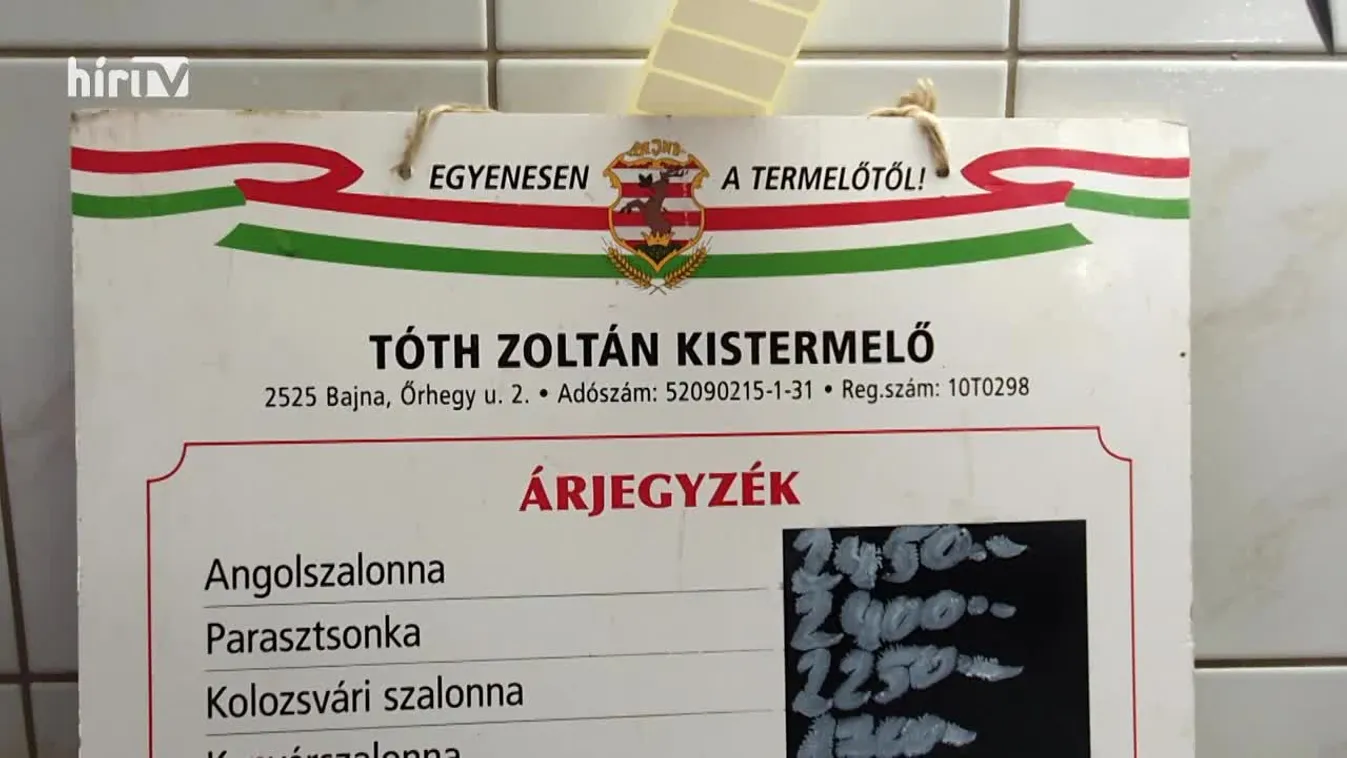 hírTV
BAJNA
EGYENESEN A TERMELŐTŐL!
TÓTH ZOLTÁN KISTERMELŐ
2525 Bajna, Őrhegy u. 2. • Adószám: 52090215-1-31 • Reg.szám: 10T0298
ÁRJEGYZÉK
Angolszalonna 2450.-
Parasztsonka 2400.-
Kolozsvári szalonna 2250.-